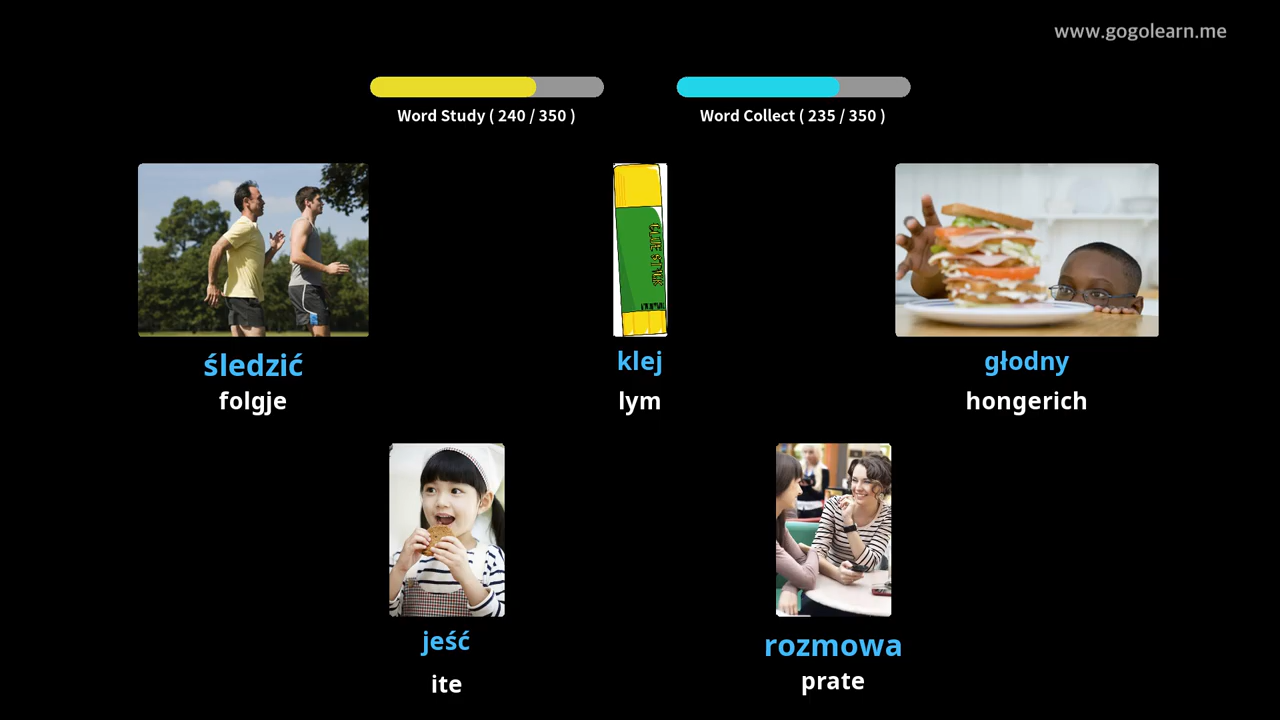 www.gogolearn.me
Word Study ( 240 / 350 )
Word Collect ( 235 / 350 )
śledzić
folgje
klej
lym
głodny
hongerich
jeść
ite
rozmowa
prate